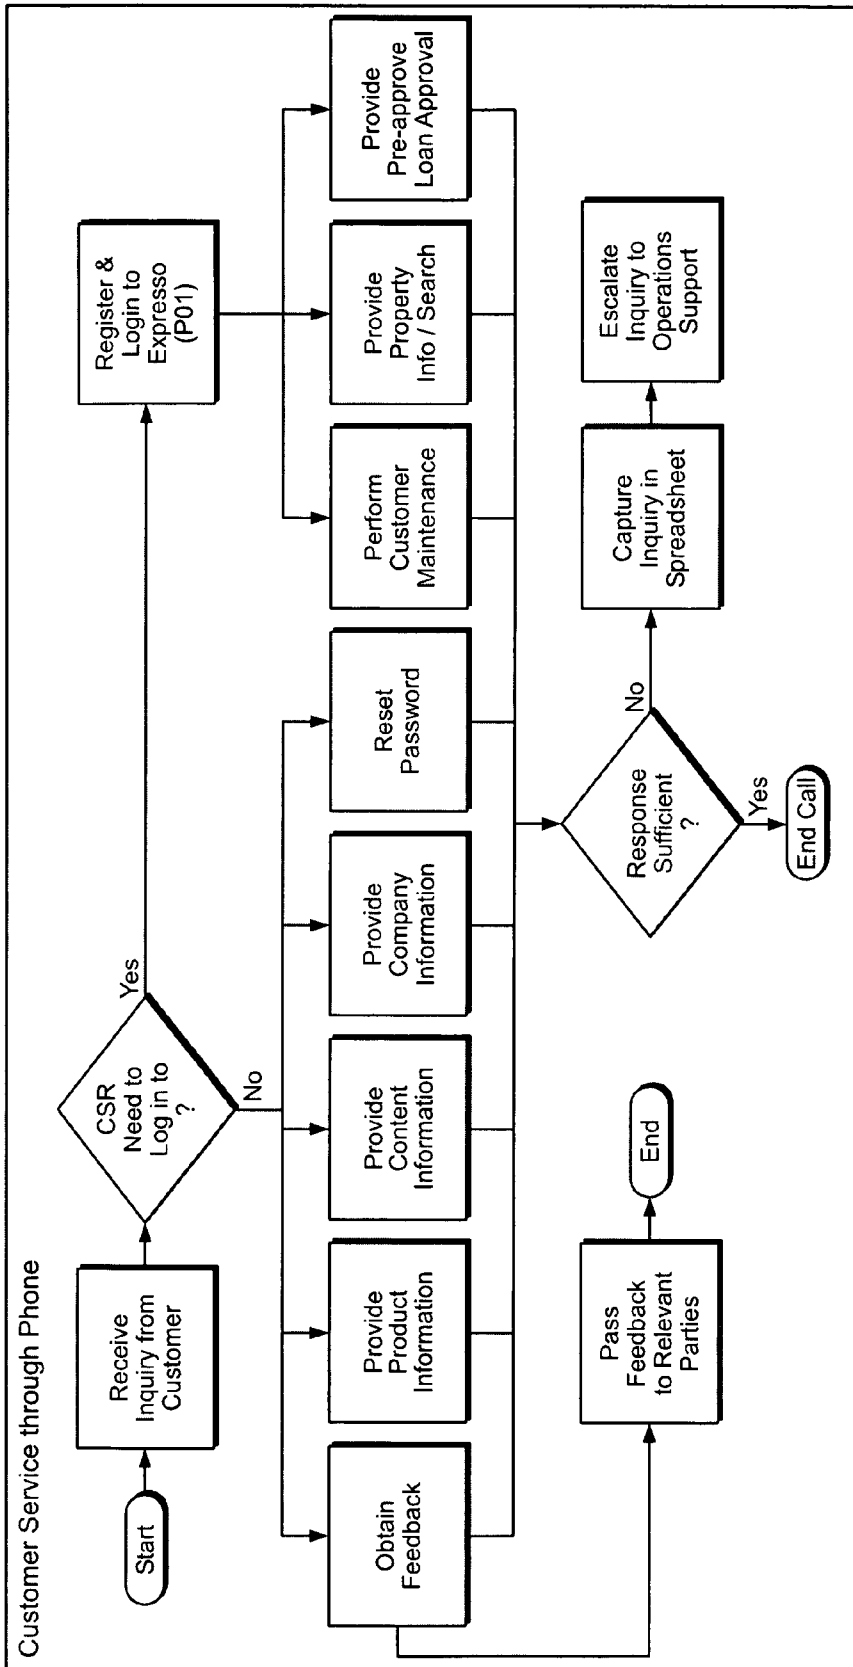 Customer Service through Phone
Start
Receive
Inquiry from
Customer
CSR
Need to
Log in to
?
Yes
No
Register &
Login to
Expresso
(P01)
Obtain
Feedback
Provide
Product
Information
Provide
Content
Information
Provide
Company
Information
Reset
Password
Perform
Customer
Maintenance
Provide
Property
Info / Search
Provide
Pre-approve
Loan Approval
Pass
Feedback
to Relevant
Parties
End
Response
Sufficient
?
No
Yes
End Call
Capture
Inquiry in
Spreadsheet
Escalate
Inquiry to
Operations
Support